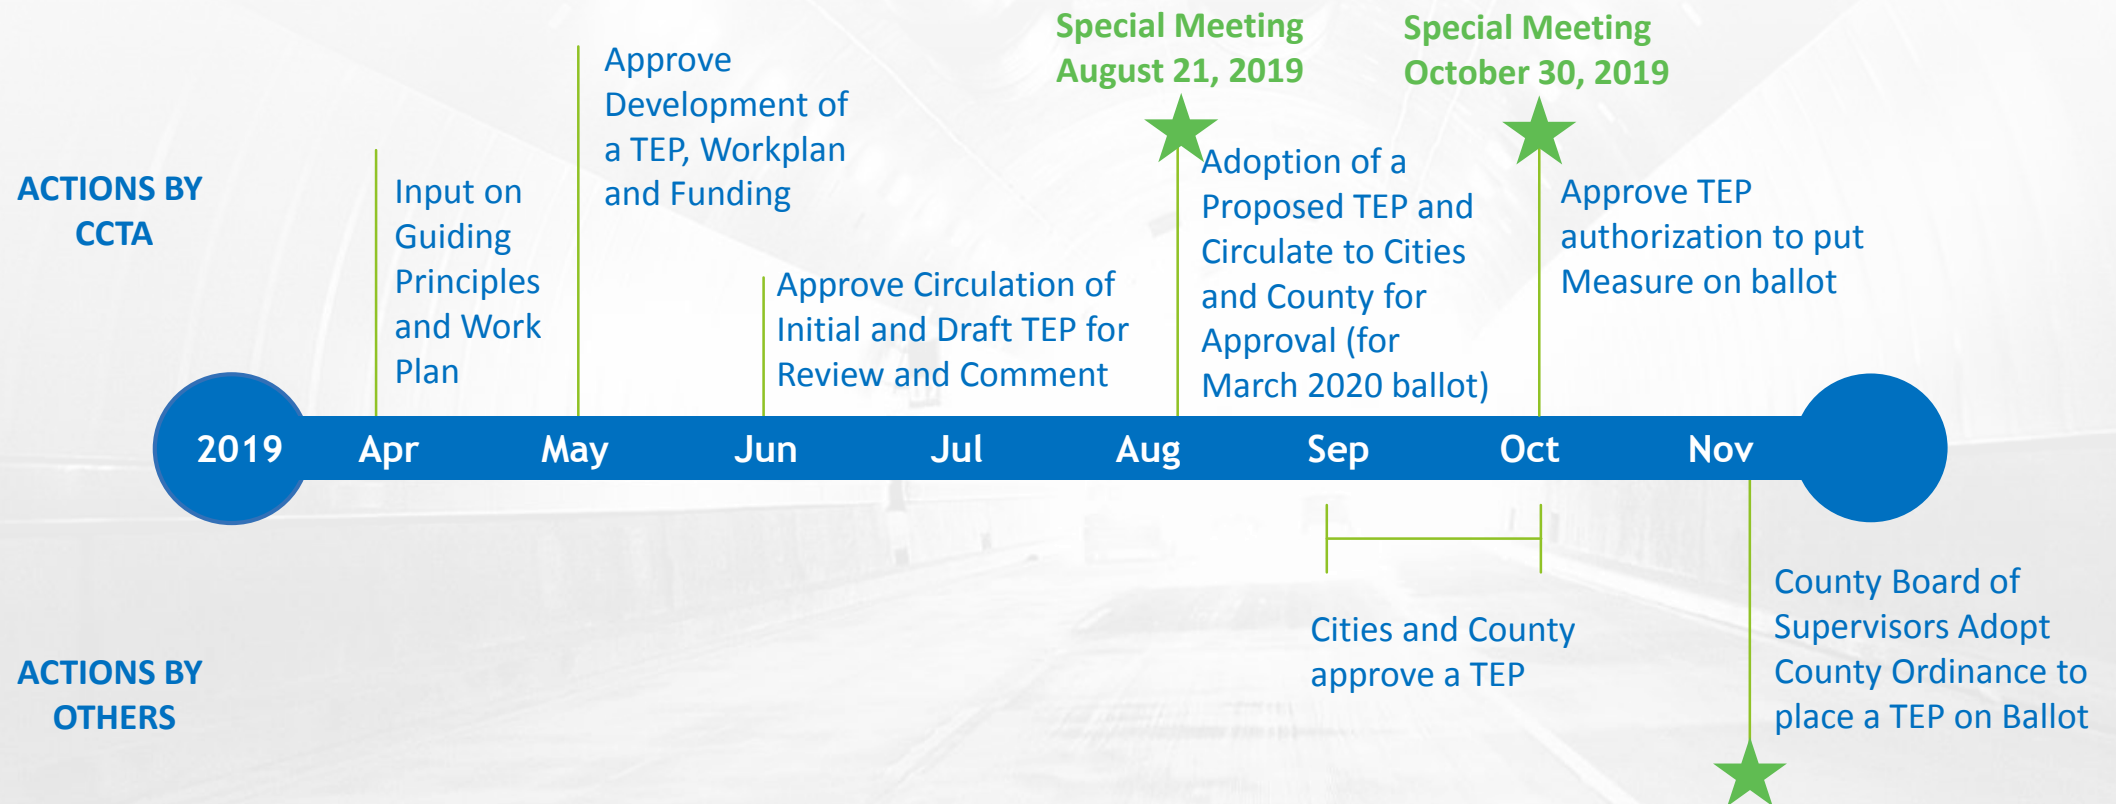 Special Meeting
August 21, 2019
Special Meeting
October 30, 2019
ACTIONS BY
CCTA
Input on
Guiding
Principles
and Work
Plan
Approve
Development of
a TEP, Workplan
and Funding
Approve Circulation of
Initial and Draft TEP for
Review and Comment
Adoption of a
Proposed TEP and
Circulate to Cities
and County for
Approval (for
March 2020 ballot)
Approve TEP
authorization to put
Measure on ballot
2019 Apr May Jun Jul Aug Sep Oct Nov
ACTIONS BY
OTHERS
Cities and County
approve a TEP
County Board of
Supervisors Adopt
County Ordinance to
place a TEP on Ballot